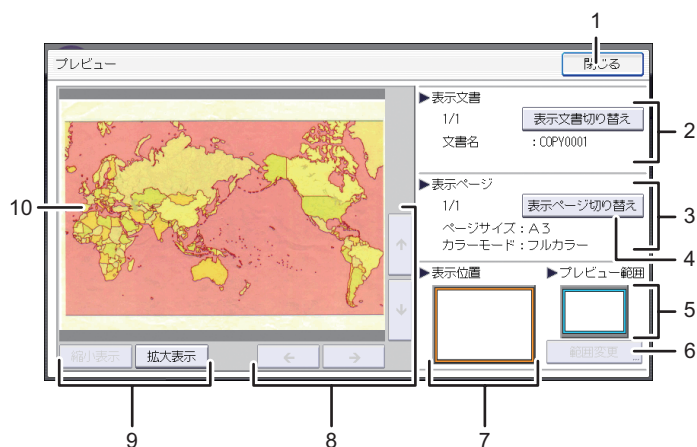 1
プレビュー
閉じる
▶表示文書
1/1
表示文書切り替え
文書名 :COPY0001
2
▶表示ページ
1/1
表示ページ切り替え
ページサイズ:A3
カラーモード:フルカラー
3
4
10
▶表示位置
▶プレビュー範囲
5
範囲変更
6
縮小表示
拡大表示
←
→
↑
↓
9
8
7